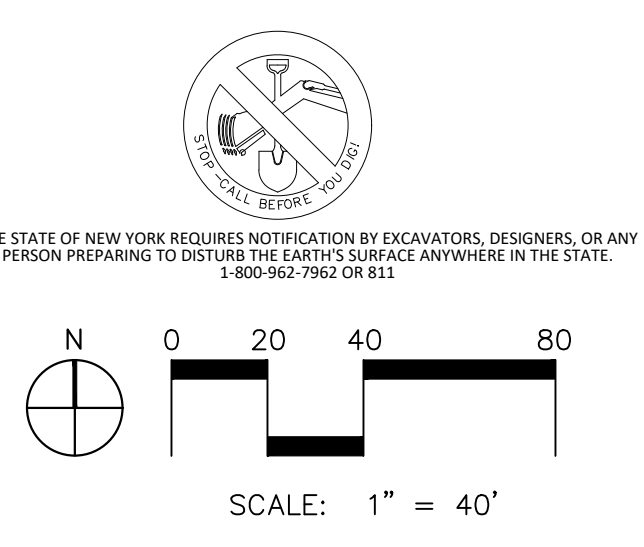 STOP - CALL BEFORE YOU DIG!
E STATE OF NEW YORK REQUIRES NOTIFICATION BY EXCAVATORS, DESIGNERS, OR ANY
PERSON PREPARING TO DISTURB THE EARTH'S SURFACE ANYWHERE IN THE STATE.
1-800-962-7962 OR 811
N 0 20 40 80
SCALE: 1" = 40'